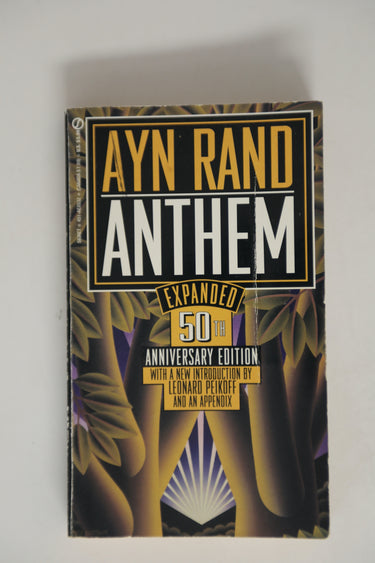 AYN RAND
ANTHEM
EXPANDED
50TH
ANNIVERSARY EDITION
WITH A NEW INTRODUCTION BY
LEONARD PEIKOFF
AND AN APPENDIX